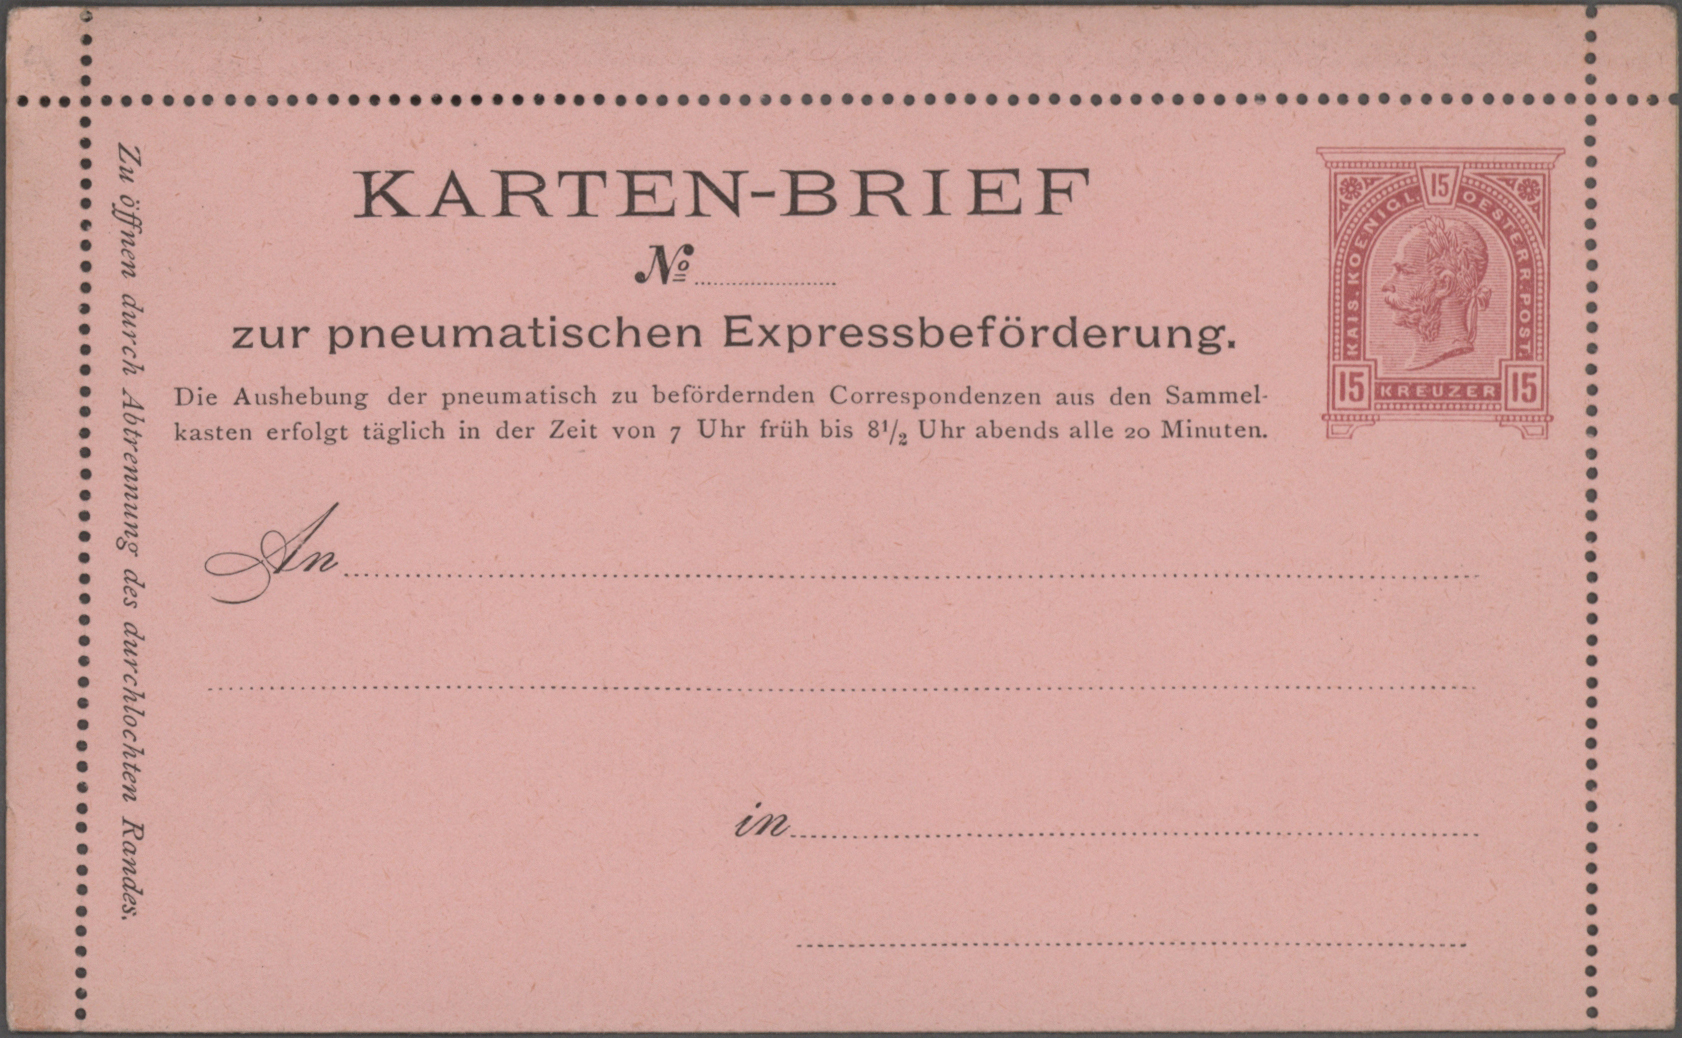 KARTEN-BRIEF
№
zur pneumatischen Expressbeförderung.
Die Aushebung der pneumatisch zu befördernden Correspondenzen aus den Sammel-
kasten erfolgt täglich in der Zeit von 7 Uhr früh bis 8½ Uhr abends alle 20 Minuten.
15
KAIS. KOENIGL. OESTERR. POST.
15 KREUZER 15
An
in
Zu öffnen durch Abtrennung des durchlochten Randes.